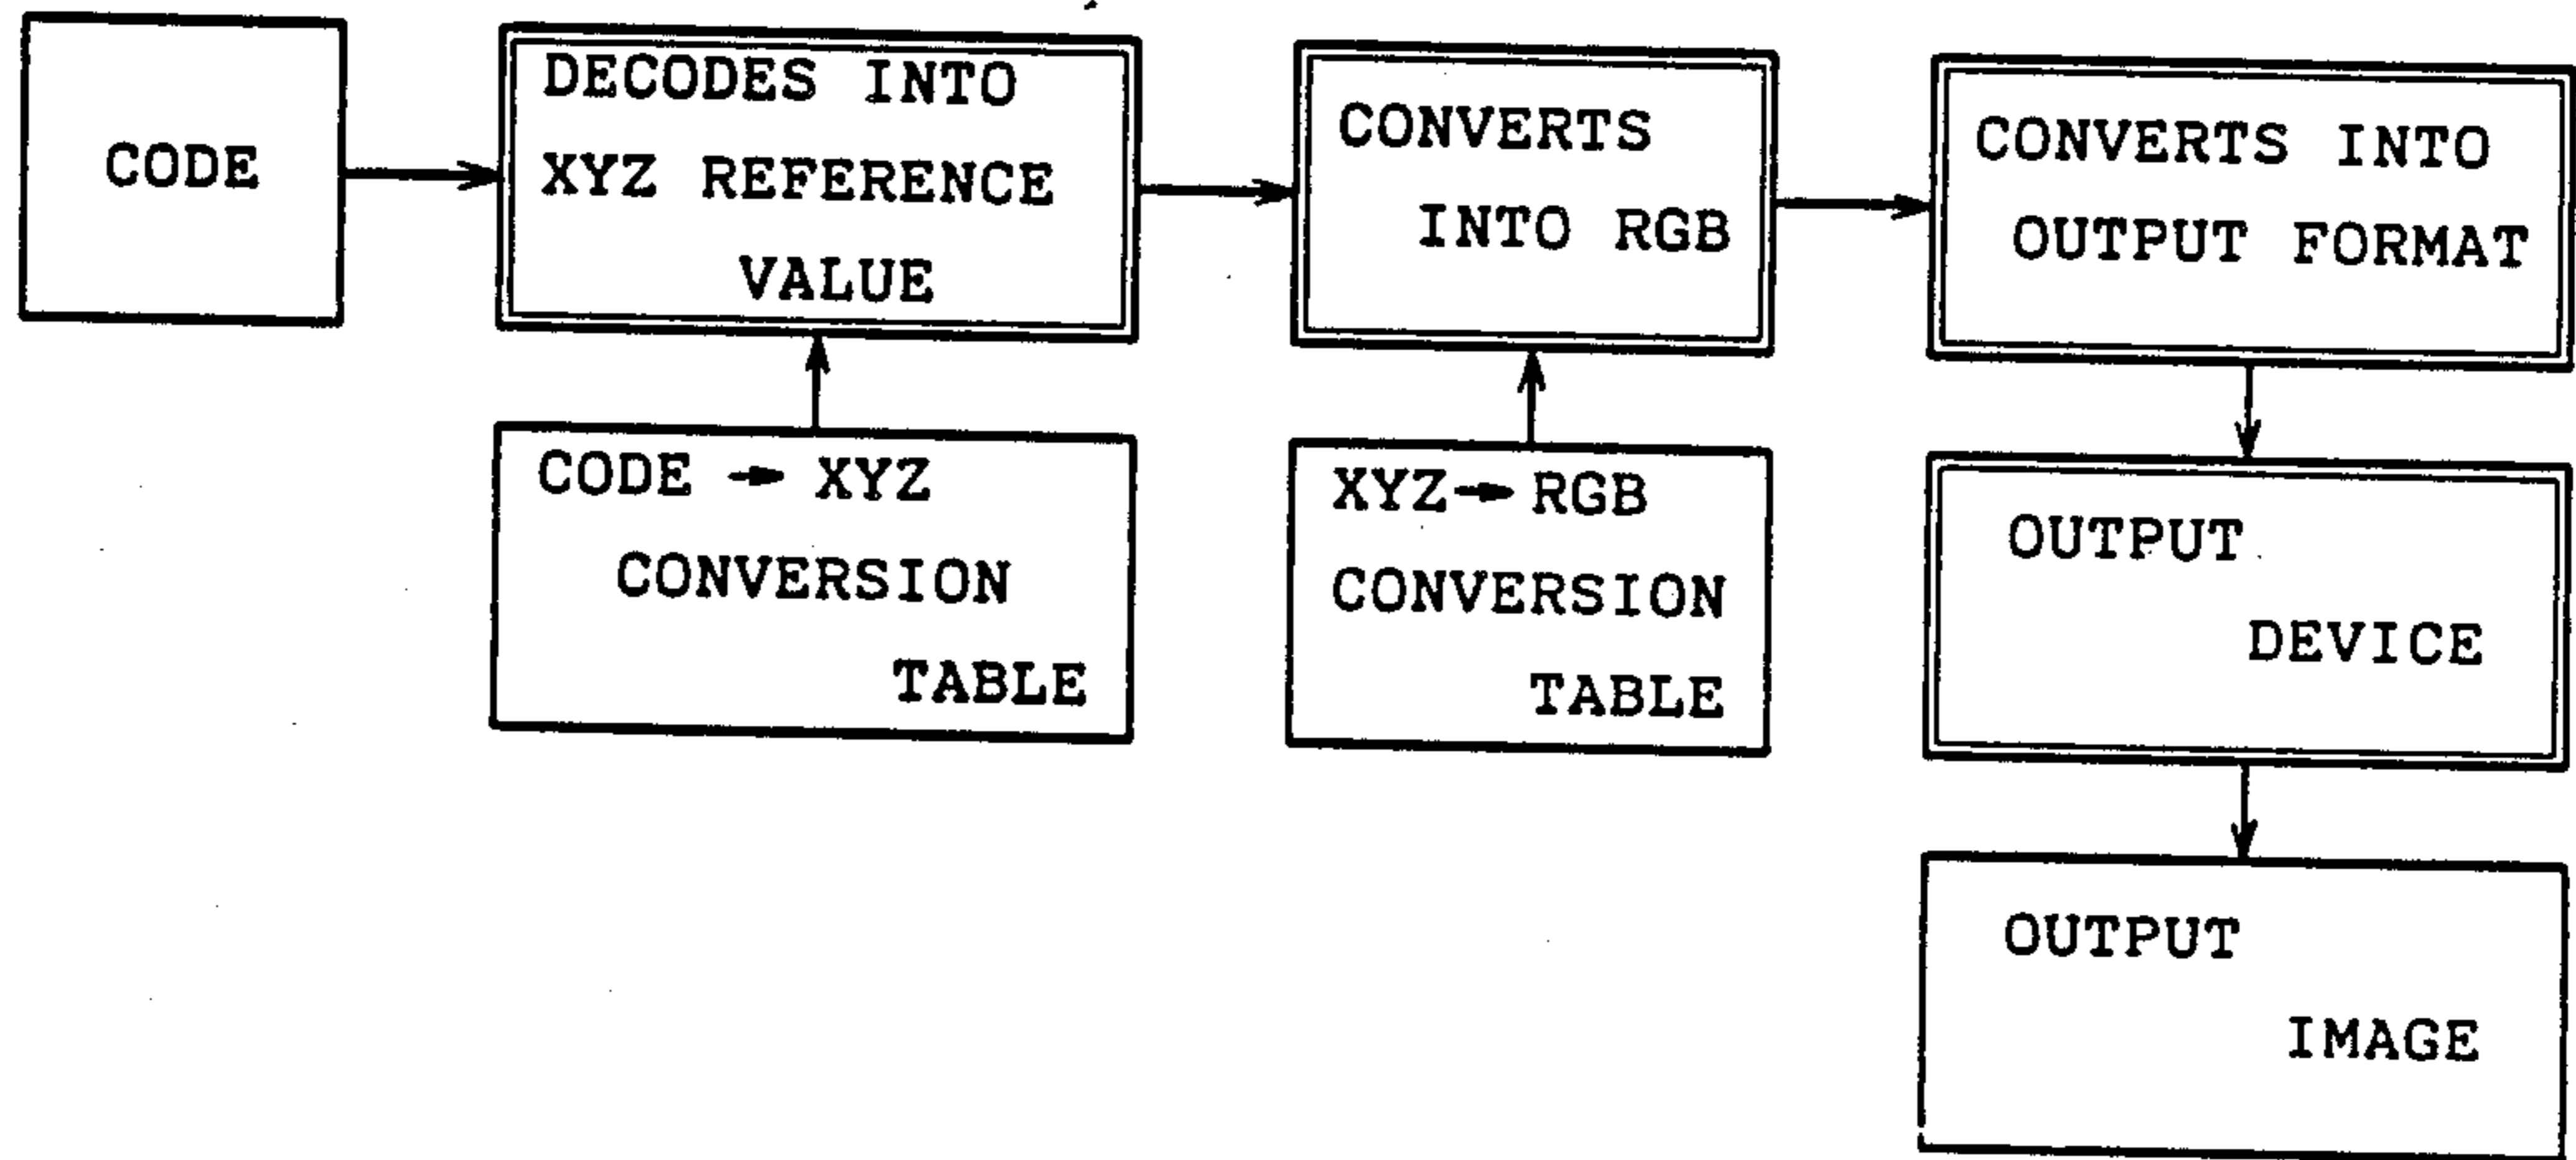 CODE
DECODES INTO
XYZ REFERENCE
VALUE
CONVERTS
INTO RGB
CONVERTS INTO
OUTPUT FORMAT
CODE → XYZ
CONVERSION
TABLE
XYZ→RGB
CONVERSION
TABLE
OUTPUT
DEVICE
OUTPUT
IMAGE